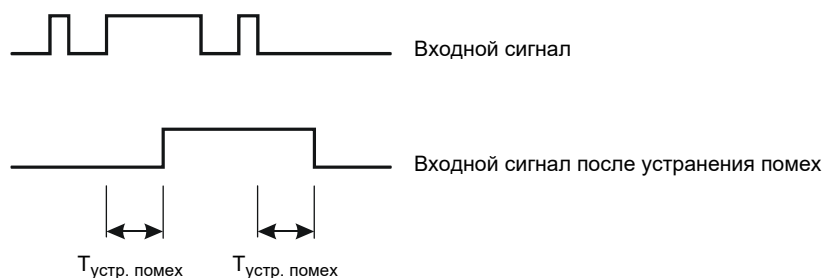 Входной сигнал
Входной сигнал после устранения помех
Tустр. помех
Tустр. помех